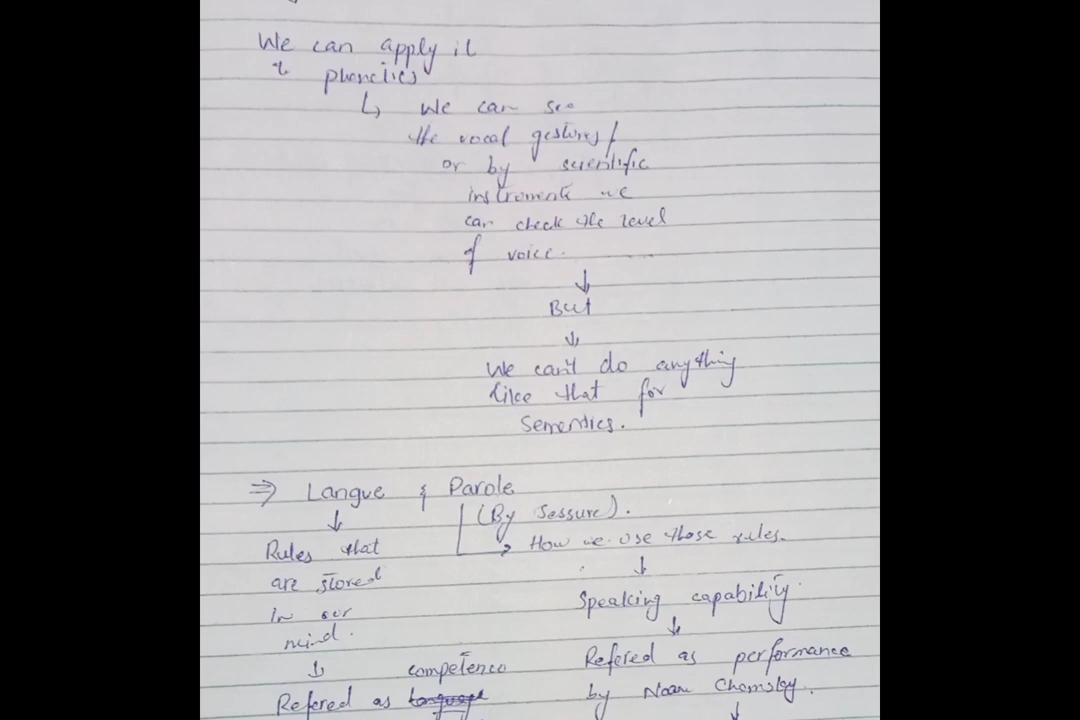 We can apply it
to phonetics
↳ We can see
the vocal gestures/
or by scientific
instruments we
can check the level
of voice.
↓
But
↓
We can't do anything
like that for
Sementics.
⇒ Langue & Parole
(By Sessure).
↓
Rules that
are stored
in our
mind.
↓ competence
Refered as language
→ How we use those rules.
↓
Speaking capability.
↓
Refered as performance
by Noam Chomsky.
↓